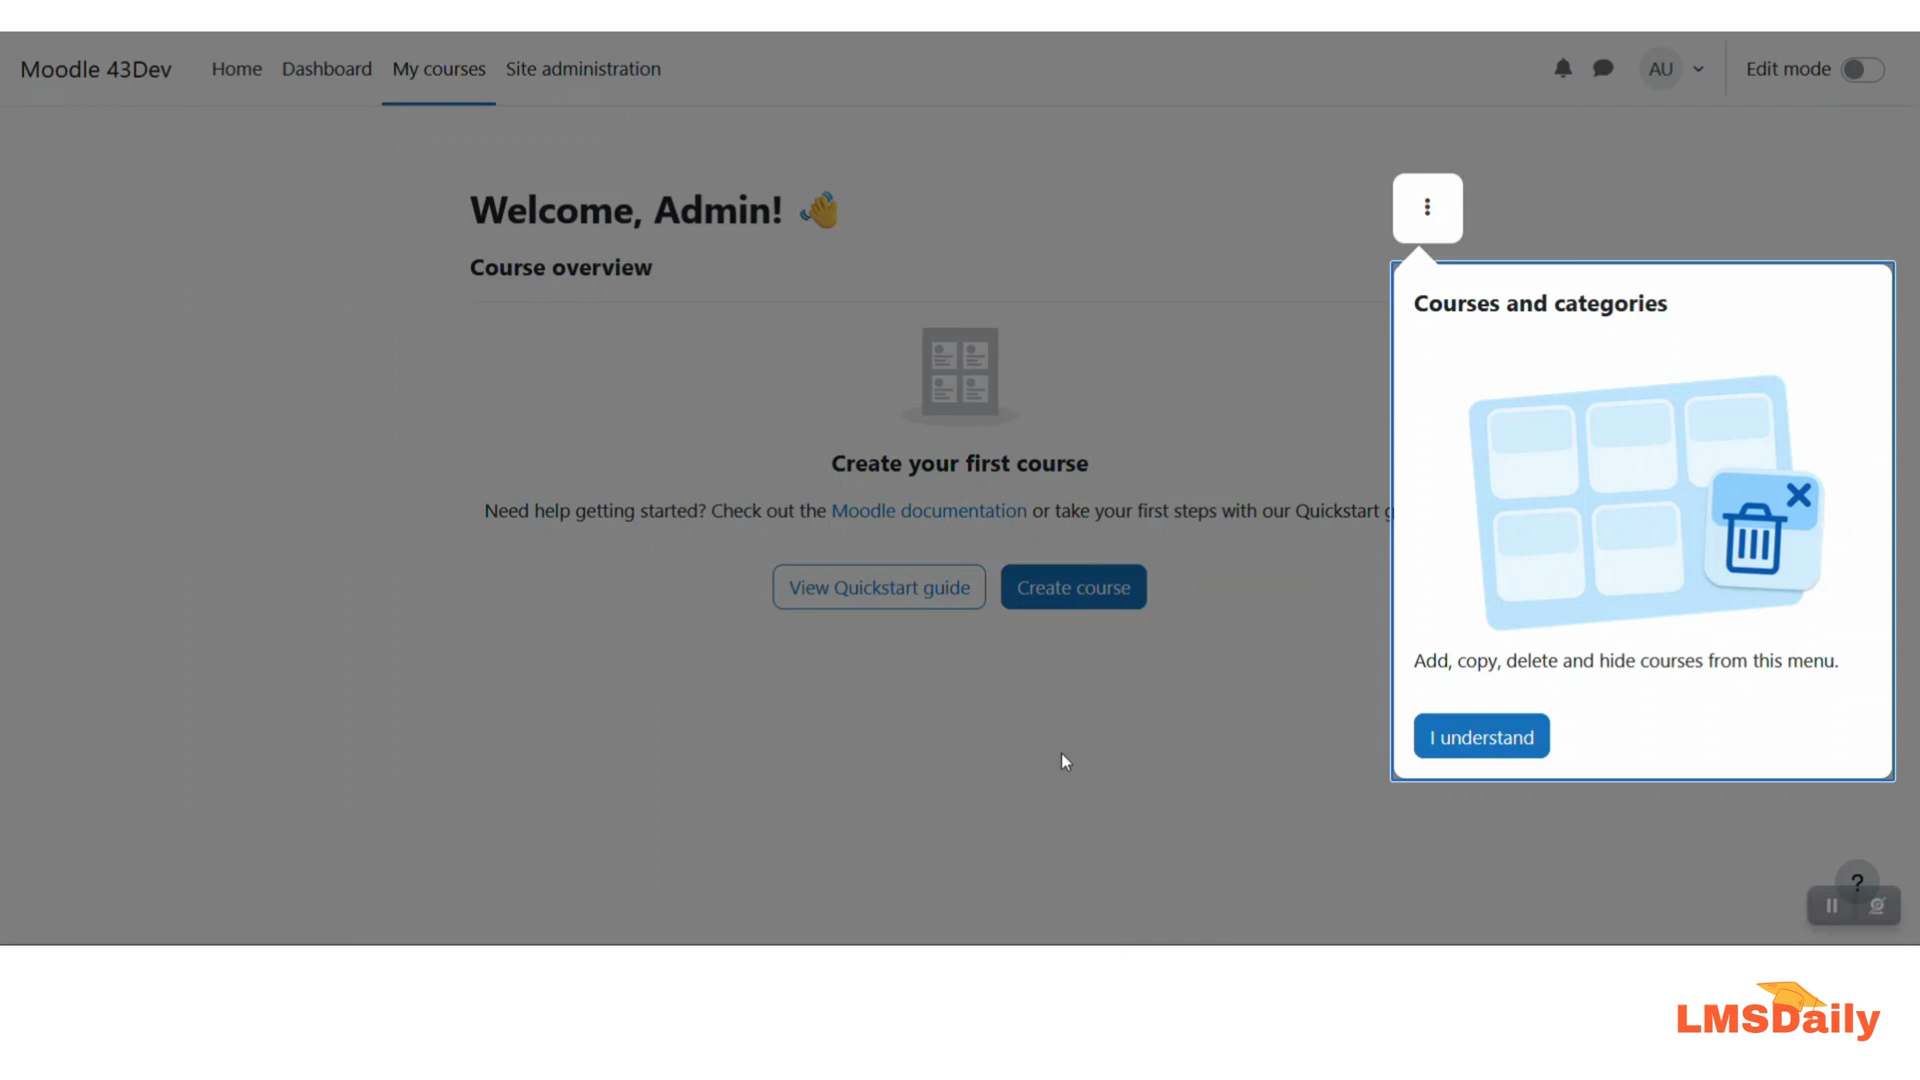 Moodle 43Dev Home Dashboard My courses Site administration AU Edit mode
Welcome, Admin! 👋
Course overview
Create your first course
Need help getting started? Check out the Moodle documentation or take your first steps with our Quickstart
View Quickstart guide Create course
Courses and categories
Add, copy, delete and hide courses from this menu.
I understand
?
LMSDaily